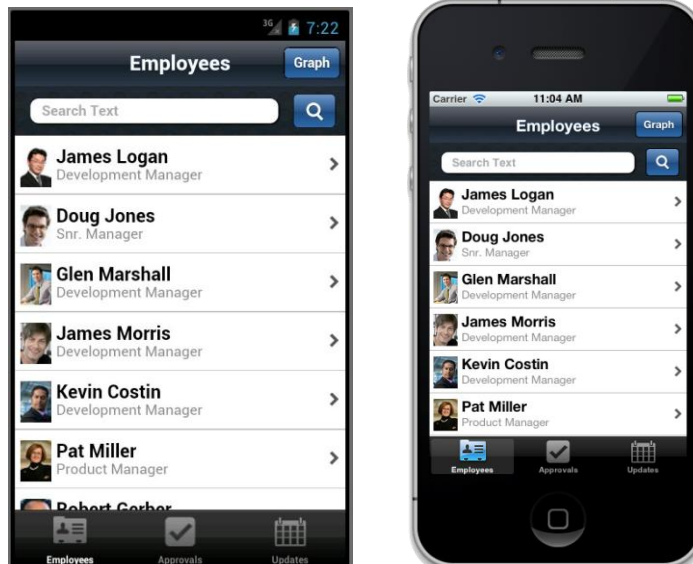 3G 7:22
Employees Graph
Search Text
James Logan
Development Manager
Doug Jones
Snr. Manager
Glen Marshall
Development Manager
James Morris
Development Manager
Kevin Costin
Development Manager
Pat Miller
Product Manager
Robert Gerber
Employees Approvals Updates
Carrier 11:04 AM
Employees Graph
Search Text
James Logan
Development Manager
Doug Jones
Snr. Manager
Glen Marshall
Development Manager
James Morris
Development Manager
Kevin Costin
Development Manager
Pat Miller
Product Manager
Employees Approvals Updates